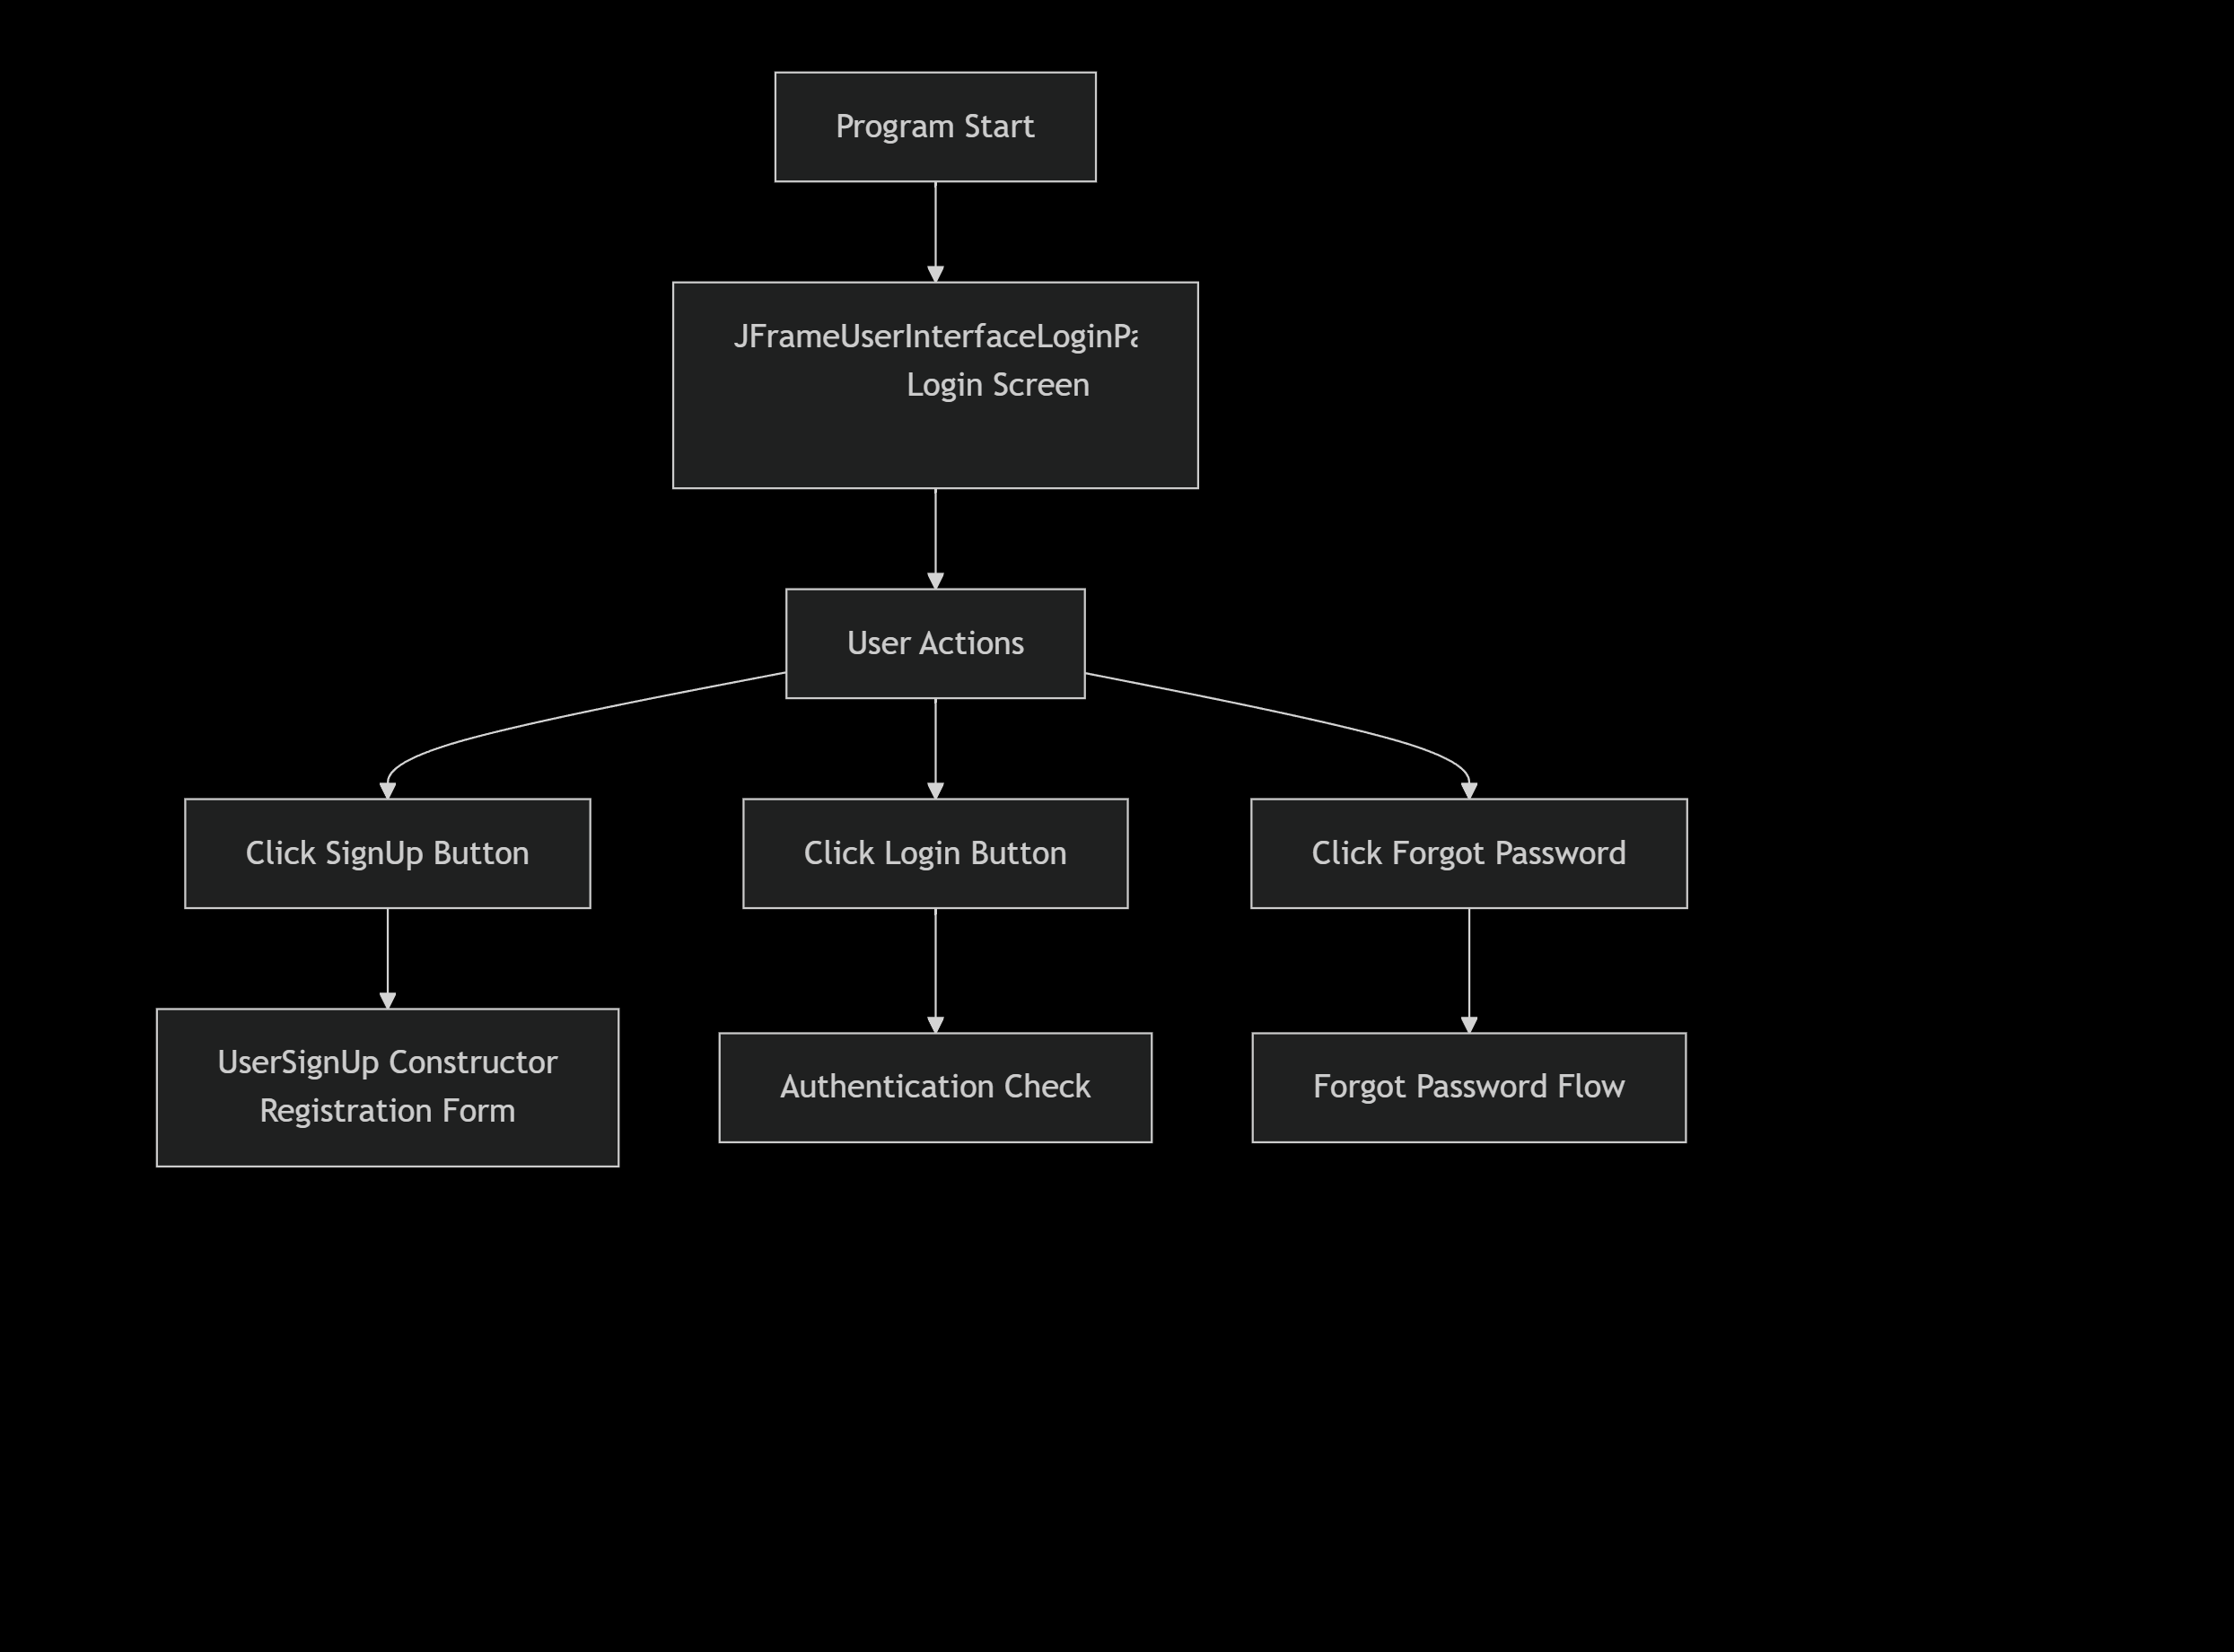 Program Start
JFrameUserInterfaceLoginPa
Login Screen
User Actions
Click SignUp Button
Click Login Button
Click Forgot Password
UserSignUp Constructor
Registration Form
Authentication Check
Forgot Password Flow